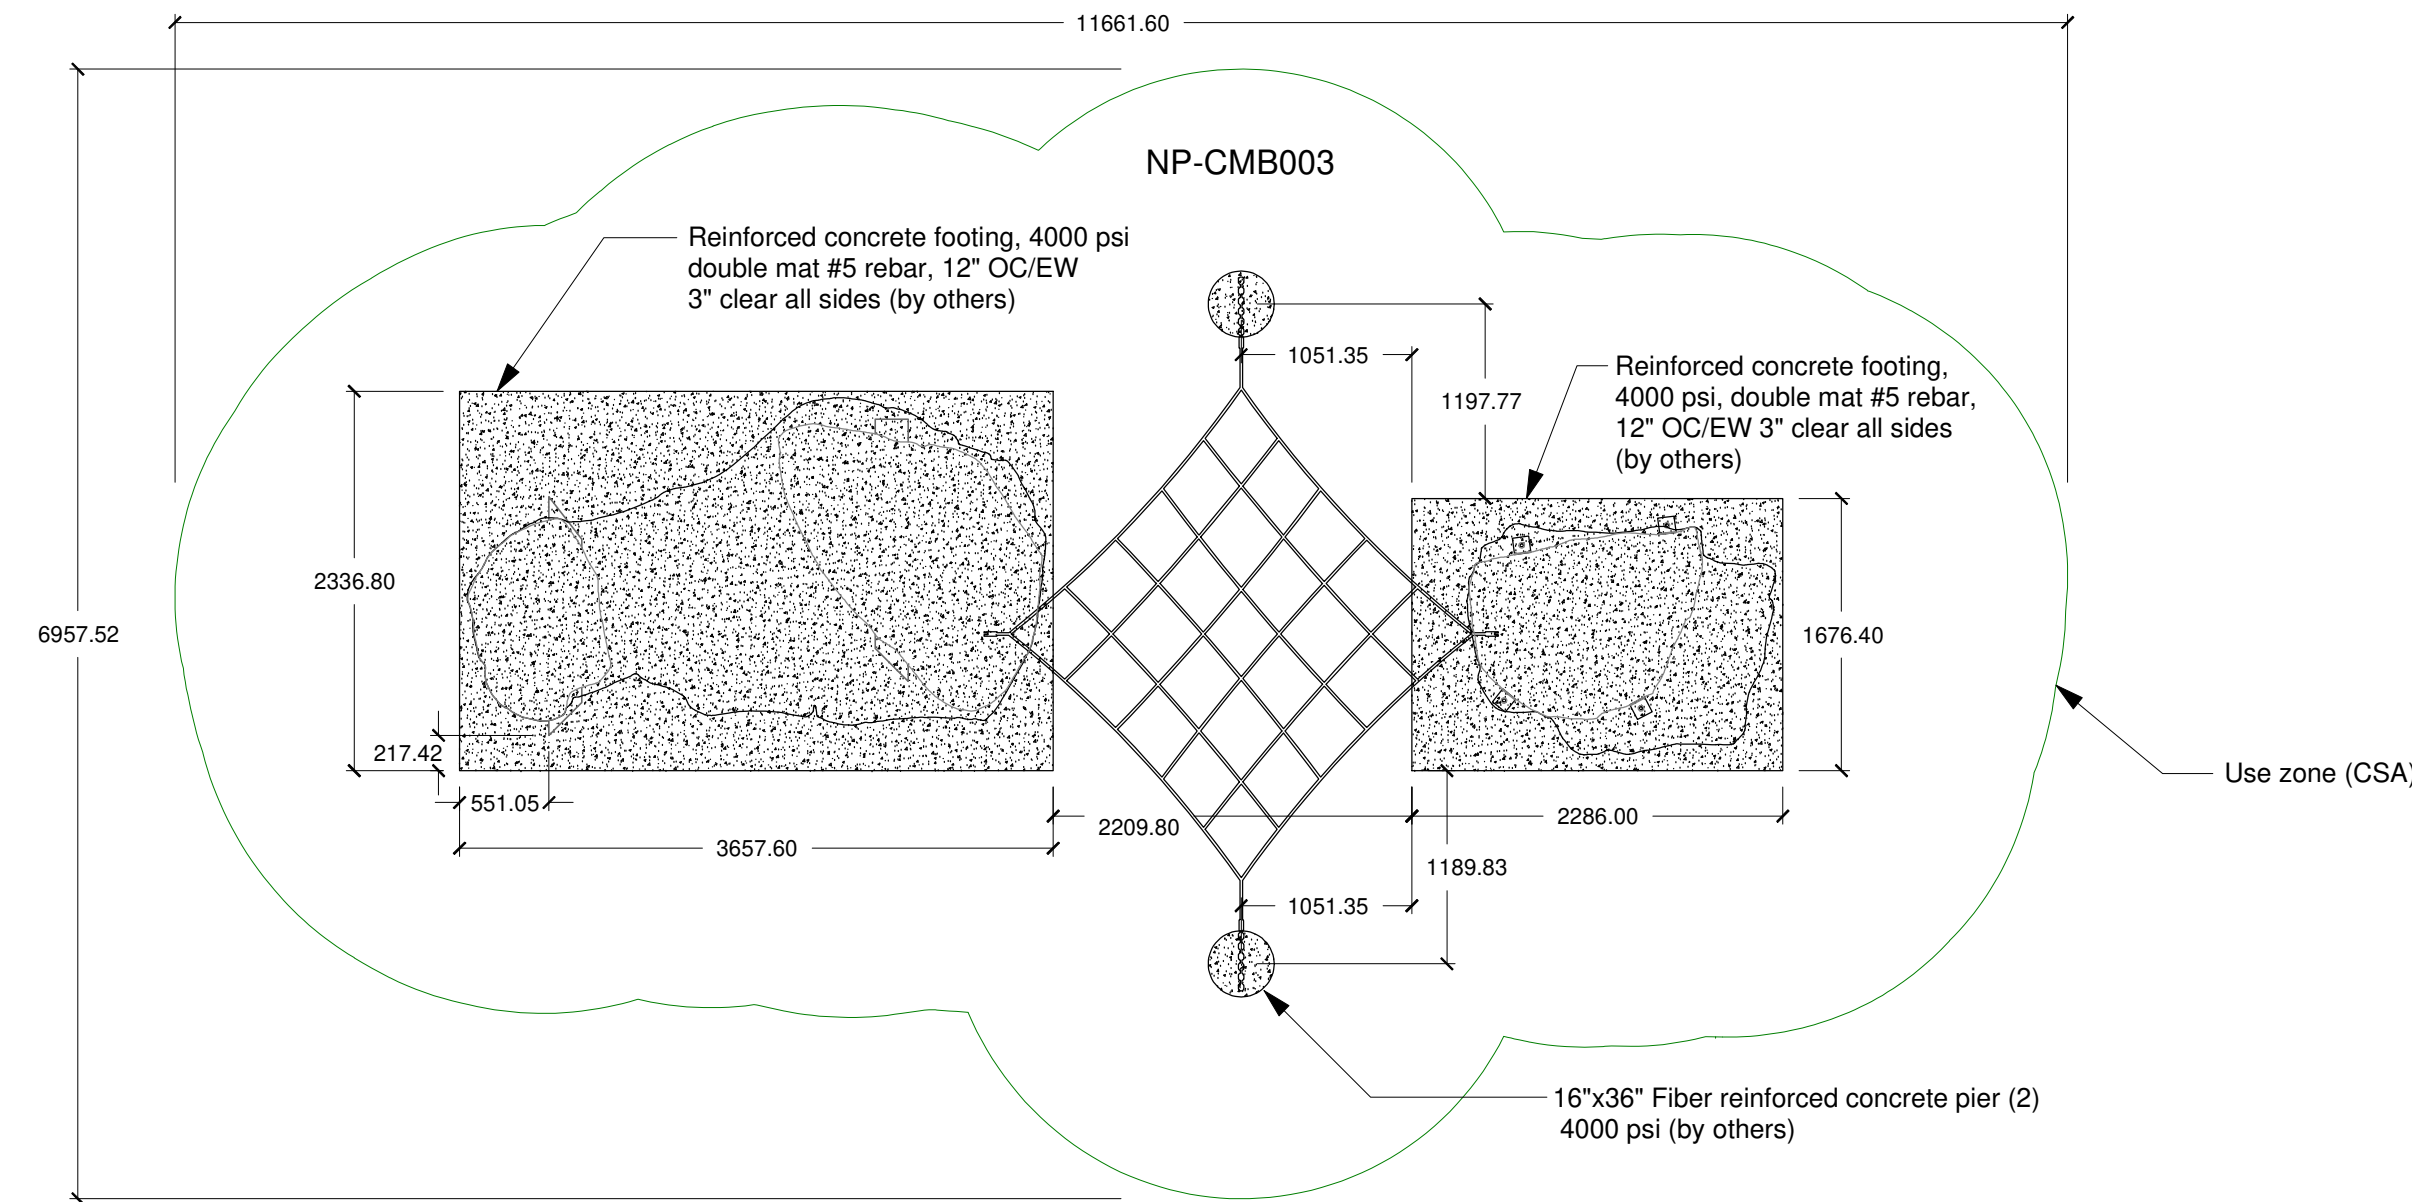 11661.60
NP-CMB003
Reinforced concrete footing, 4000 psi
double mat #5 rebar, 12" OC/EW
3" clear all sides (by others)
1051.35
1197.77
Reinforced concrete footing,
4000 psi, double mat #5 rebar,
12" OC/EW 3" clear all sides
(by others)
2336.80
6957.52
1676.40
217.42
551.05
Use zone (CSA)
3657.60
2209.80
2286.00
1189.83
1051.35
16"x36" Fiber reinforced concrete pier (2)
4000 psi (by others)